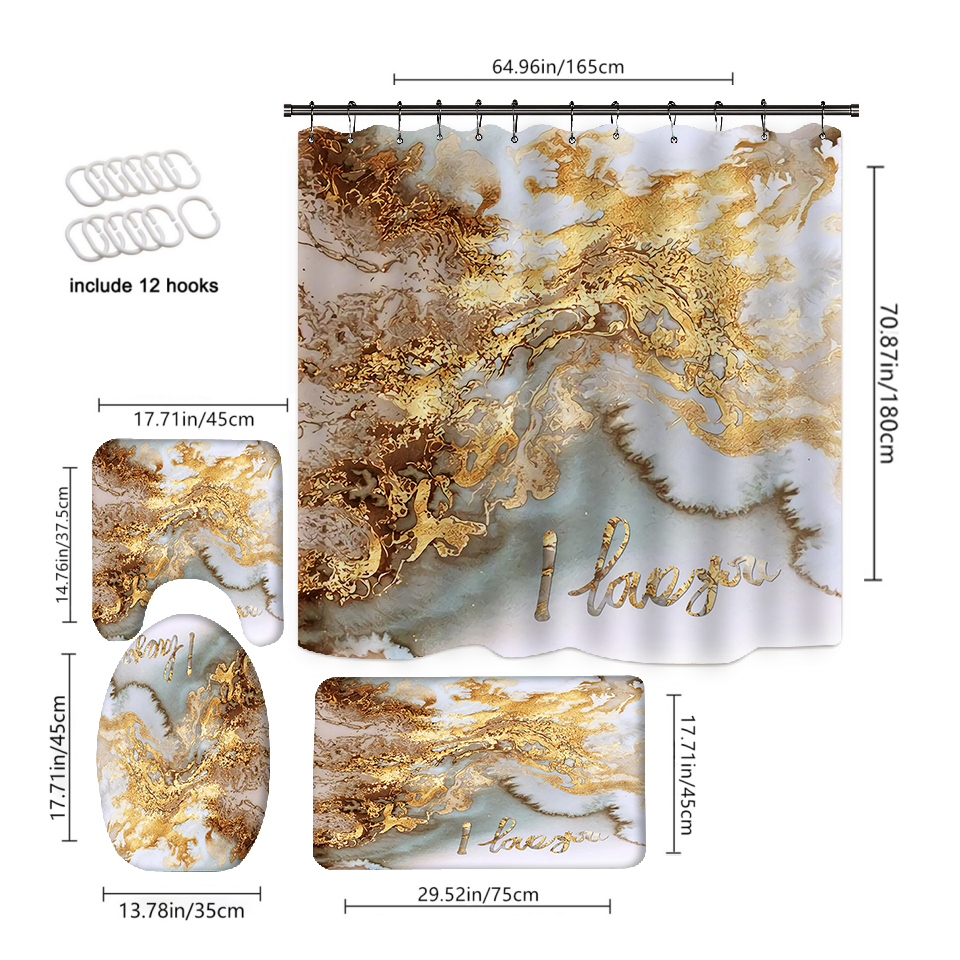 64.96in/165cm
include 12 hooks
70.87in/180cm
17.71in/45cm
14.76in/37.5cm
I love you
you
I love you
17.71in/45cm
13.78in/35cm
I love you
17.71in/45cm
29.52in/75cm